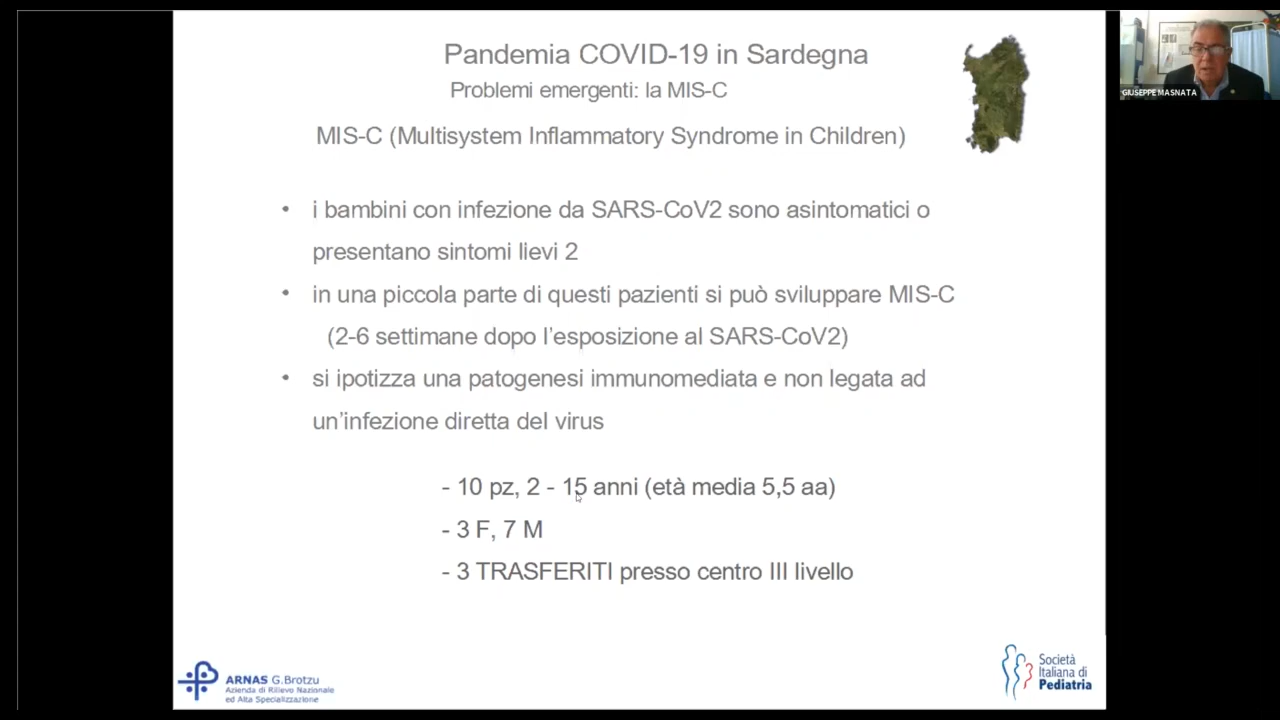 Pandemia COVID-19 in Sardegna
Problemi emergenti: la MIS-C
MIS-C (Multisystem Inflammatory Syndrome in Children)
• i bambini con infezione da SARS-CoV2 sono asintomatici o
presentano sintomi lievi 2
• in una piccola parte di questi pazienti si può sviluppare MIS-C
(2-6 settimane dopo l'esposizione al SARS-CoV2)
• si ipotizza una patogenesi immunomediata e non legata ad
un'infezione diretta del virus
- 10 pz, 2 - 15 anni (età media 5,5 aa)
- 3 F, 7 M
- 3 TRASFERITI presso centro III livello
ARNAS G.Brotzu
Azienda di Rilievo Nazionale
ed Alta Specializzazione
Società
Italiana di
Pediatria
GIUSEPPE MASNATA